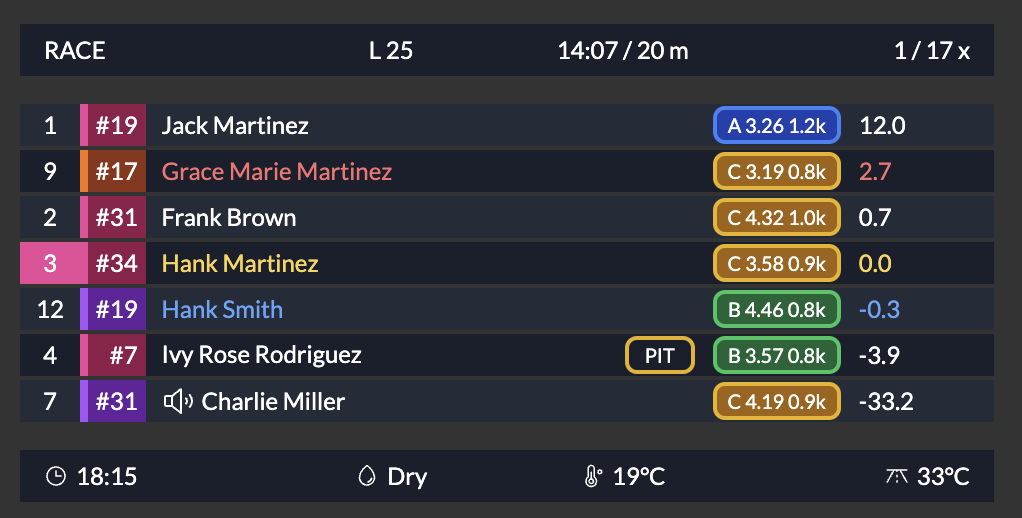 RACE L 25 14:07 / 20 m 1 / 17 x
1 #19 Jack Martinez A 3.26 1.2k 12.0
9 #17 Grace Marie Martinez C 3.19 0.8k 2.7
2 #31 Frank Brown C 4.32 1.0k 0.7
3 #34 Hank Martinez C 3.58 0.9k 0.0
12 #19 Hank Smith B 4.46 0.8k -0.3
4 #7 Ivy Rose Rodriguez PIT B 3.57 0.8k -3.9
7 #31 Charlie Miller C 4.19 0.9k -33.2
18:15 Dry 19°C 33°C